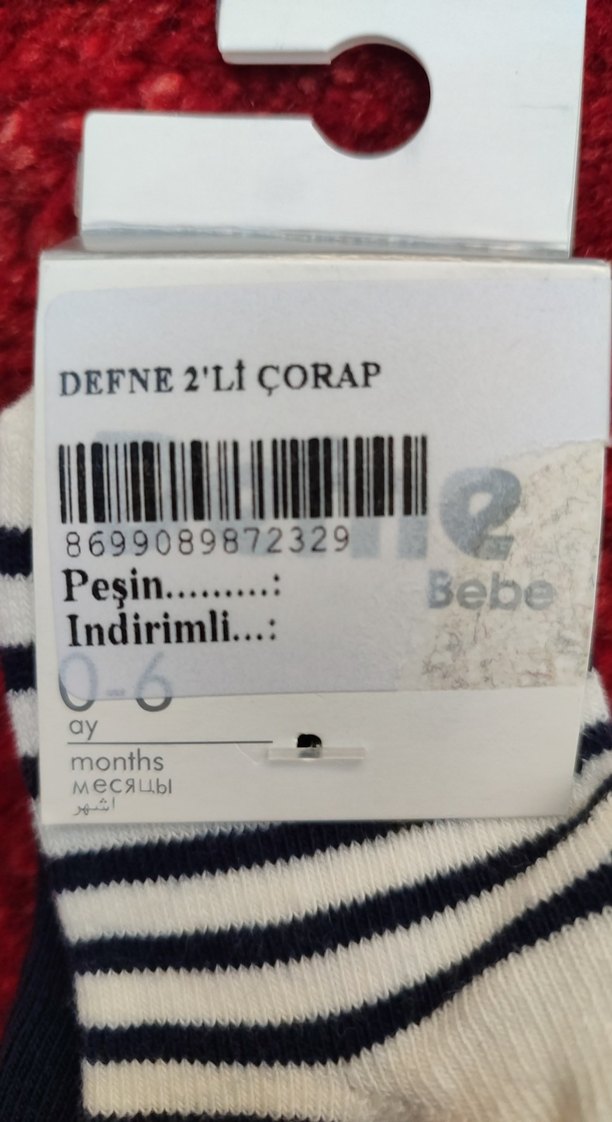 DEFNE 2'Lİ ÇORAP
8699089872329
Peşin.........:
Indirimli...:
Bebe
0-6
ay
months
месяцы
اشهر